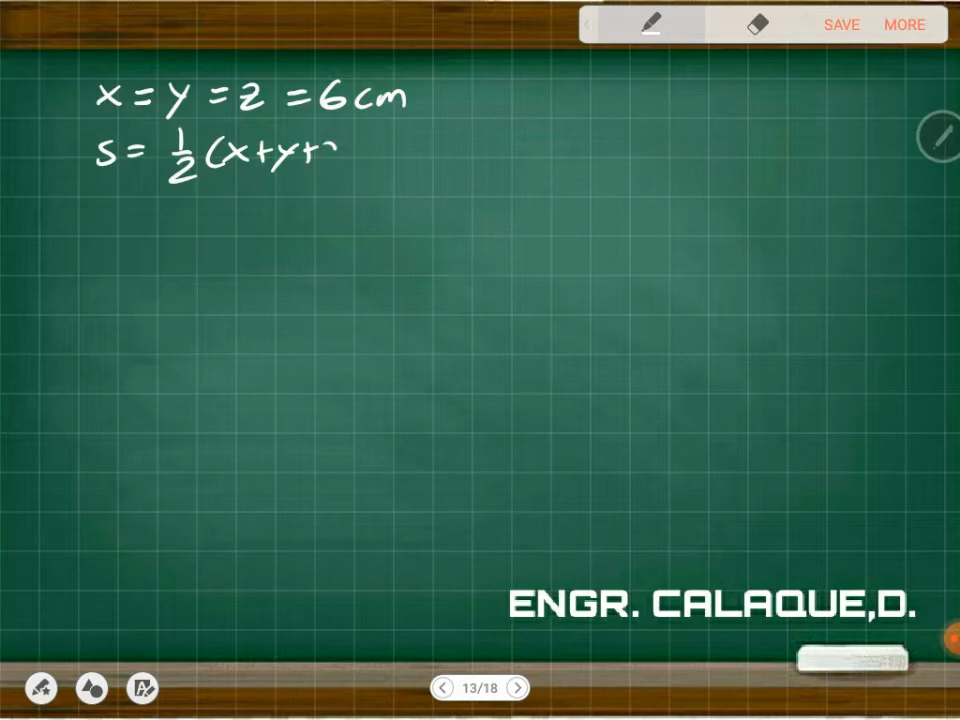 SAVE MORE
x = y = z = 6cm
s = 1/2 (x+y+
ENGR. CALAQUE,D.
13/18